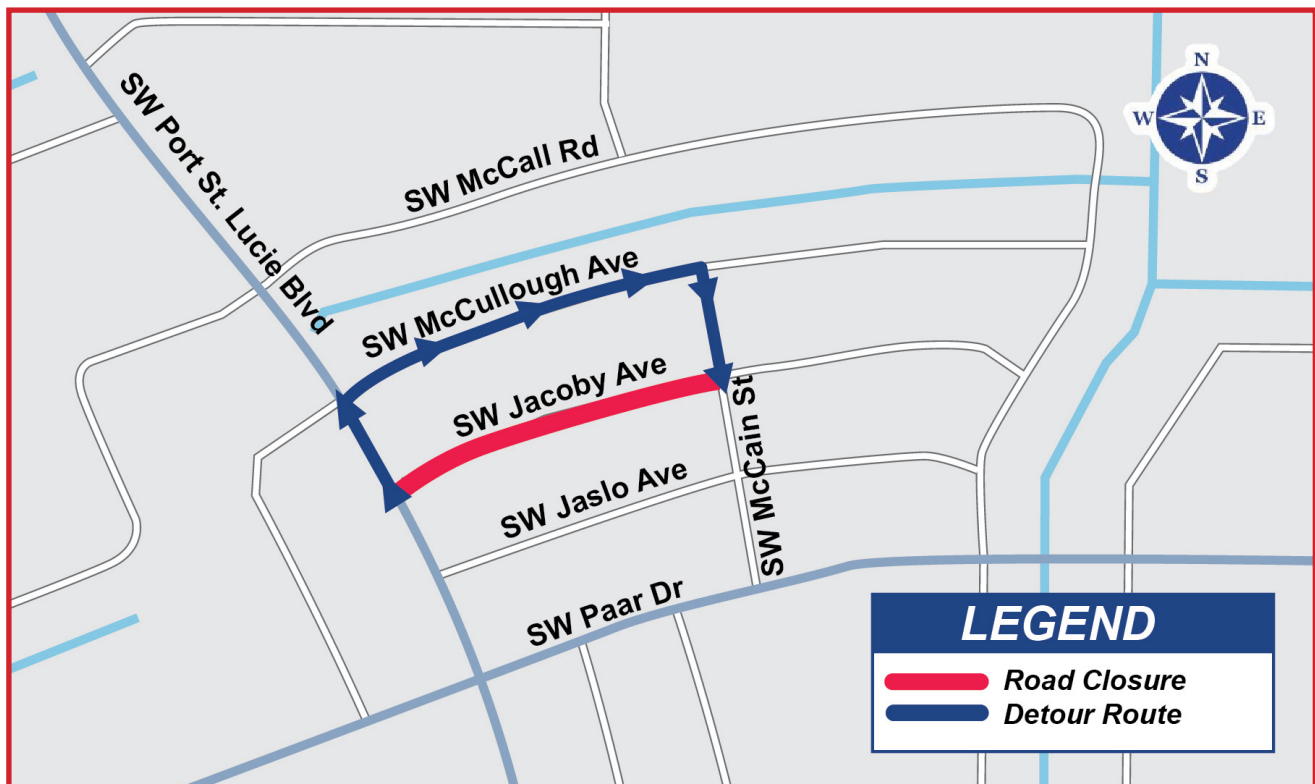 N
W
E
S
SW Port St. Lucie Blvd
SW McCall Rd
SW McCullough Ave
SW Jacoby Ave
SW McCain St
SW Jaslo Ave
SW Paar Dr
LEGEND
Road Closure
Detour Route